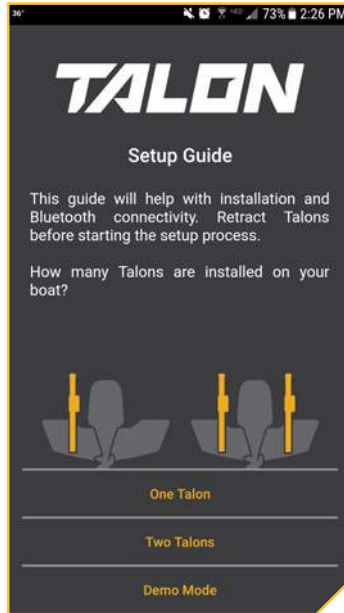 36°
73% 2:26 PM
TALON
Setup Guide
This guide will help with installation and
Bluetooth connectivity. Retract Talons
before starting the setup process.
How many Talons are installed on your
boat?
One Talon
Two Talons
Demo Mode